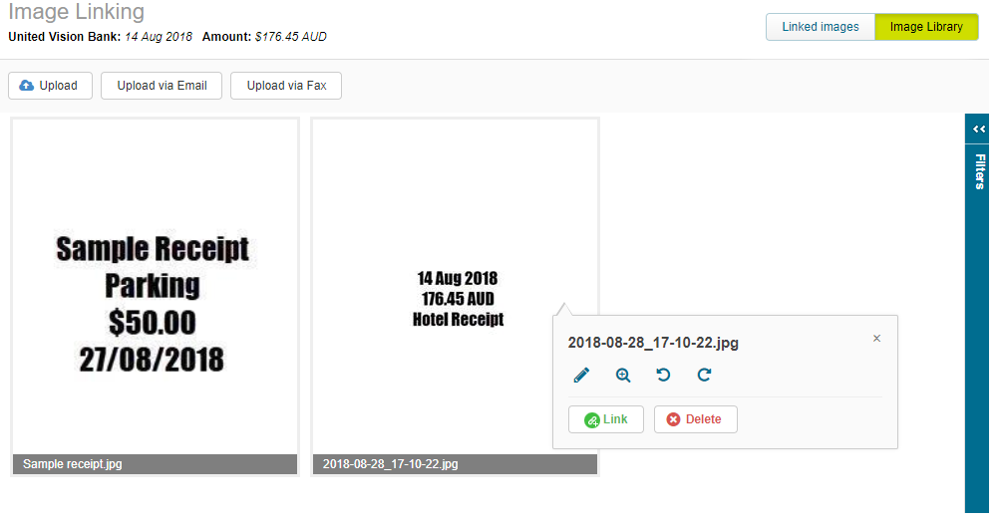 Image Linking
United Vision Bank: 14 Aug 2018 Amount: $176.45 AUD
Linked images
Image Library
Upload
Upload via Email
Upload via Fax
Filters
Sample Receipt
Parking
$50.00
27/08/2018
Sample receipt.jpg
14 Aug 2018
176.45 AUD
Hotel Receipt
2018-08-28_17-10-22.jpg
2018-08-28_17-10-22.jpg
Link
Delete